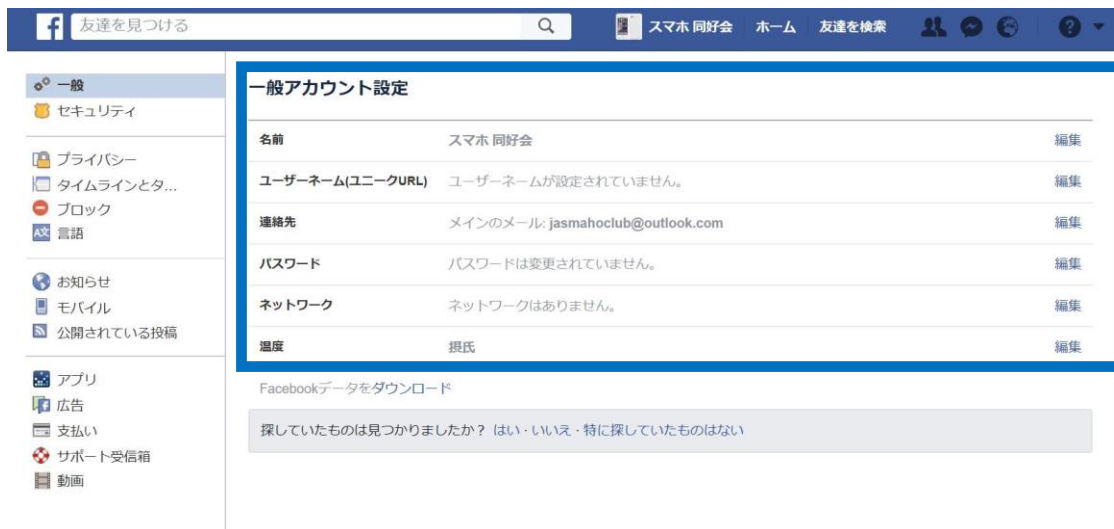 f 友達を見つける スマホ 同好会 ホーム 友達を検索
一般
セキュリティ
プライバシー
タイムラインとタ...
ブロック
A文 言語
お知らせ
モバイル
公開されている投稿
アプリ
広告
支払い
サポート受信箱
動画
一般アカウント設定
名前 スマホ 同好会 編集
ユーザーネーム(ユニークURL) ユーザーネームが設定されていません。 編集
連絡先 メインのメール: jasmahoclub@outlook.com 編集
パスワード パスワードは変更されていません。 編集
ネットワーク ネットワークはありません。 編集
温度 摂氏 編集
Facebookデータをダウンロード
探していたものは見つかりましたか？ はい · いいえ · 特に探していたものはない